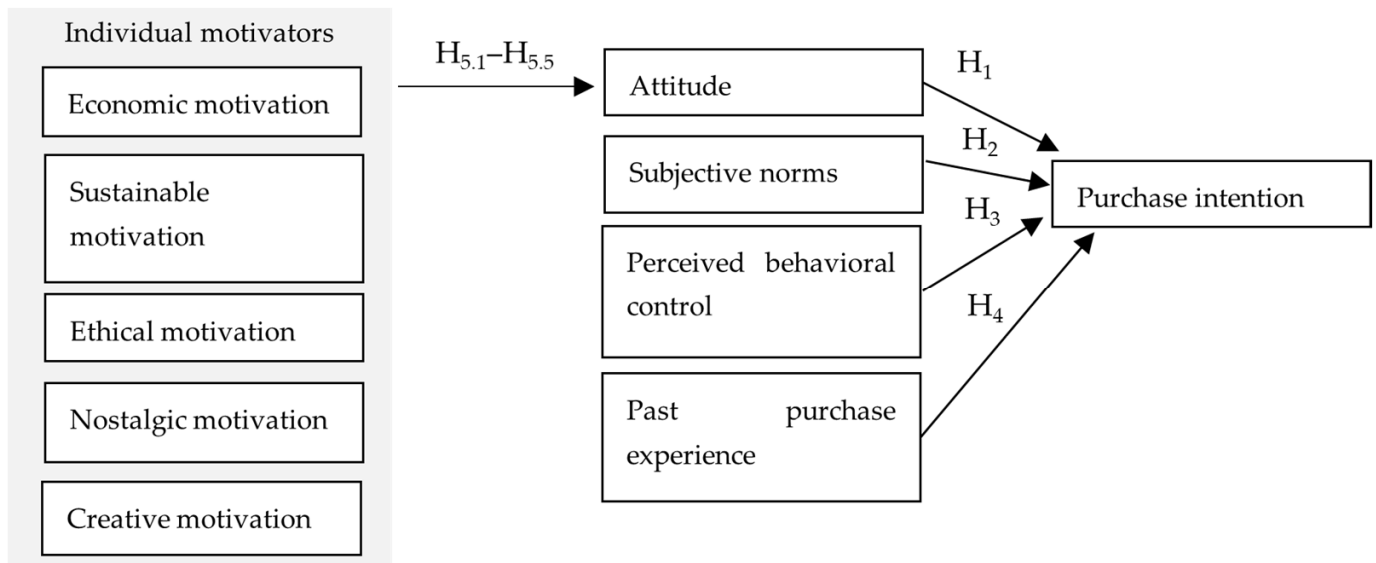 Individual motivators
Economic motivation
Sustainable
motivation
Ethical motivation
Nostalgic motivation
Creative motivation
H5.1–H5.5
Attitude
Subjective norms
Perceived behavioral
control
Past purchase
experience
H1
H2
H3
H4
Purchase intention